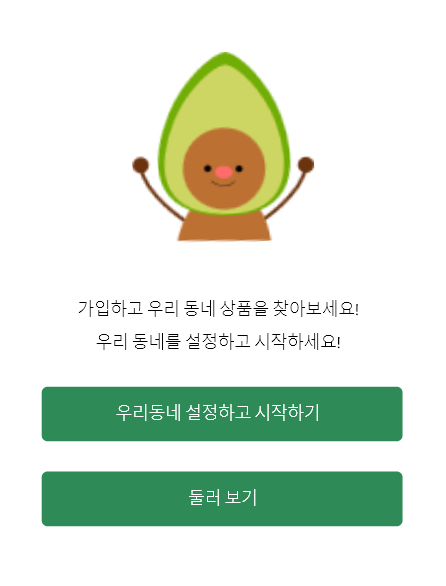 가입하고 우리 동네 상품을 찾아보세요!
우리 동네를 설정하고 시작하세요!
우리동네 설정하고 시작하기
둘러 보기